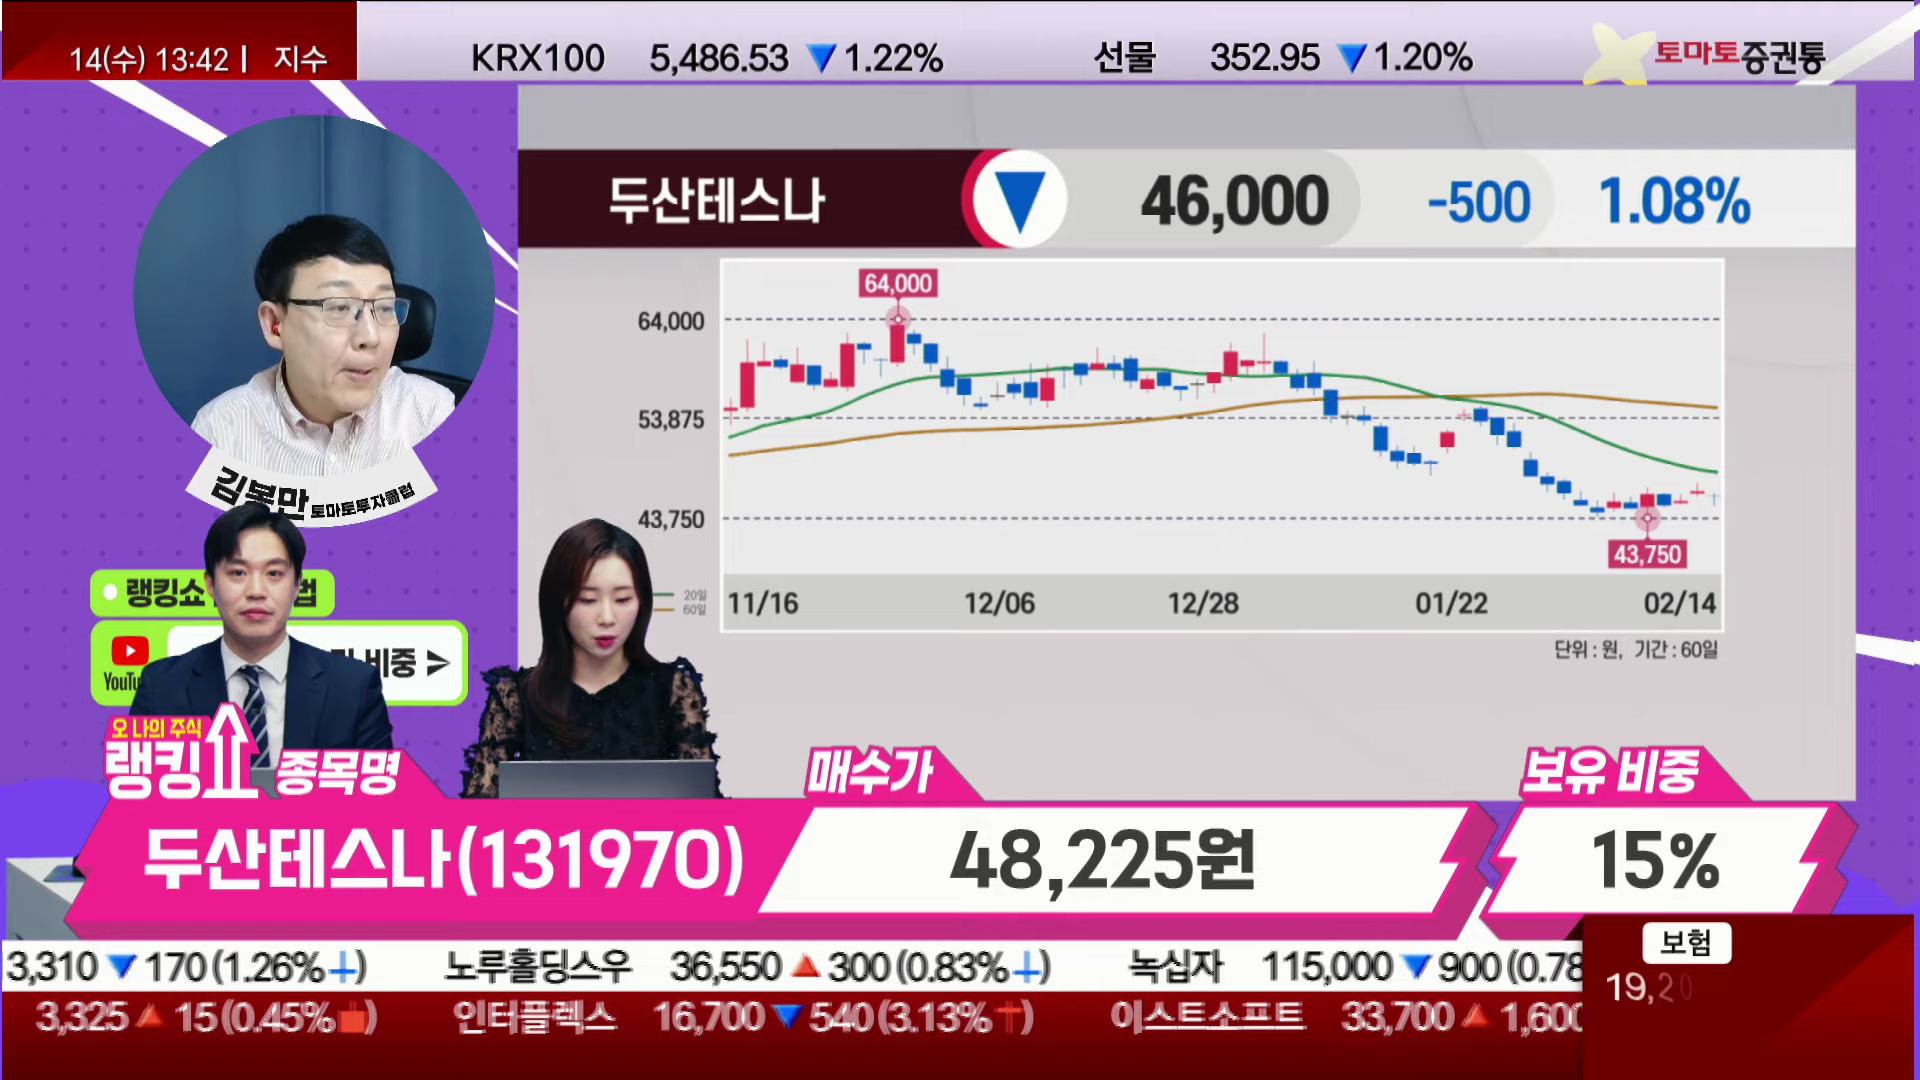 14(수) 13:42 | 지수
KRX100 5,486.53 ▼1.22% 선물 352.95 ▼1.20%
토마토증권통
두산테스나 ▼ 46,000 -500 1.08%
64,000
64,000
53,875
43,750
43,750
20일
60일
11/16 12/06 12/28 01/22 02/14
단위 : 원, 기간 : 60일
김복만 토마토투자클럽
랭킹쇼
비중
오 나의 주식
랭킹쇼
종목명
매수가
보유 비중
두산테스나(131970)
48,225원
15%
3,310 ▼170(1.26%) 노루홀딩스우 36,550 ▲300(0.83%) 녹십자 115,000 ▼900(0.78
3,325 ▲15(0.45%) 인터플렉스 16,700 ▼540(3.13%) 이스트소프트 33,700 ▲1,600
보험
19,20